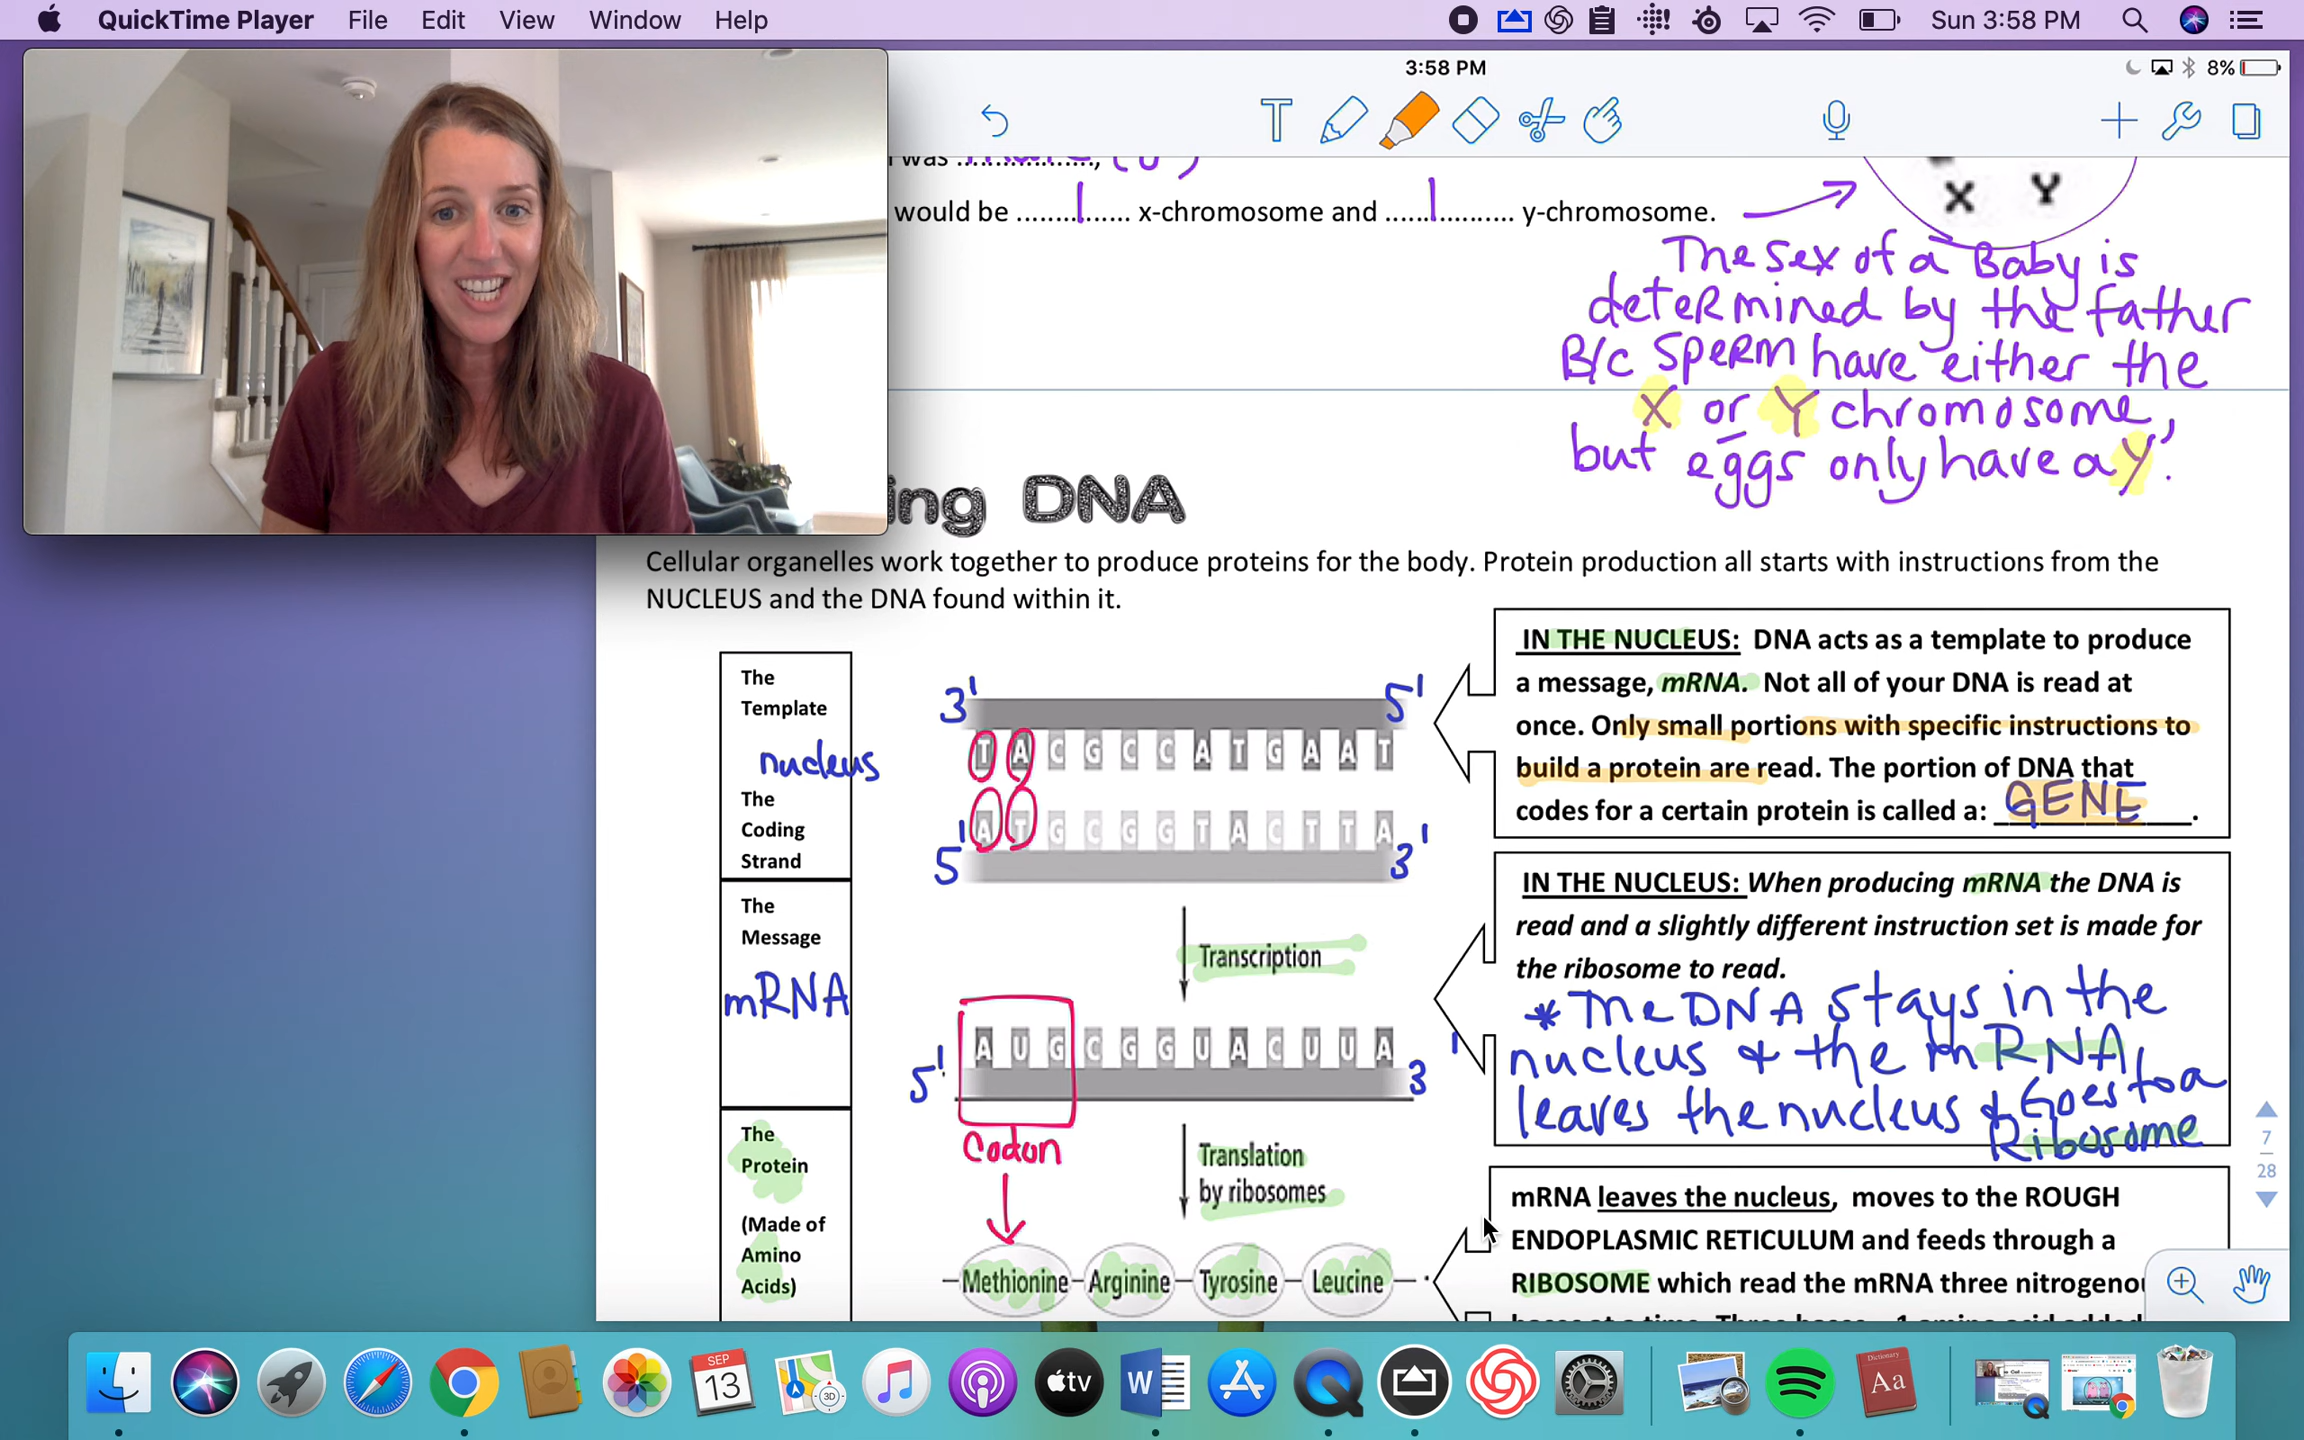 QuickTime Player File Edit View Window Help Sun 3:58 PM
3:58 PM 8%
T
was ................,
would be ...............  x-chromosome and .................. y-chromosome.
X Y
The sex of a Baby is
determined by the father
B/c sperm have either the
X or Y chromosome,
but eggs only have a Y.
ing DNA
Cellular organelles work together to produce proteins for the body. Protein production all starts with instructions from the
NUCLEUS and the DNA found within it.
The
Template
nucleus
The
Coding
Strand
The
Message
mRNA
The
Protein
(Made of
Amino
Acids)
3' 5'
T A C G C C A T G A A T
A T G C G G T A C T T A
5' 3'
Transcription
A U G C G G U A C U U A
5' 3'
Codon
Translation
by ribosomes
Methionine Arginine Tyrosine Leucine
IN THE NUCLEUS: DNA acts as a template to produce
a message, mRNA. Not all of your DNA is read at
once. Only small portions with specific instructions to
build a protein are read. The portion of DNA that
codes for a certain protein is called a: GENE.
IN THE NUCLEUS: When producing mRNA the DNA is
read and a slightly different instruction set is made for
the ribosome to read.
* The DNA stays in the
nucleus & the mRNA
leaves the nucleus & Goes to a
Ribosome
mRNA leaves the nucleus, moves to the ROUGH
ENDOPLASMIC RETICULUM and feeds through a
RIBOSOME which read the mRNA three
7
28
SEP
13
3D
tv
W
Aa
Dictionary